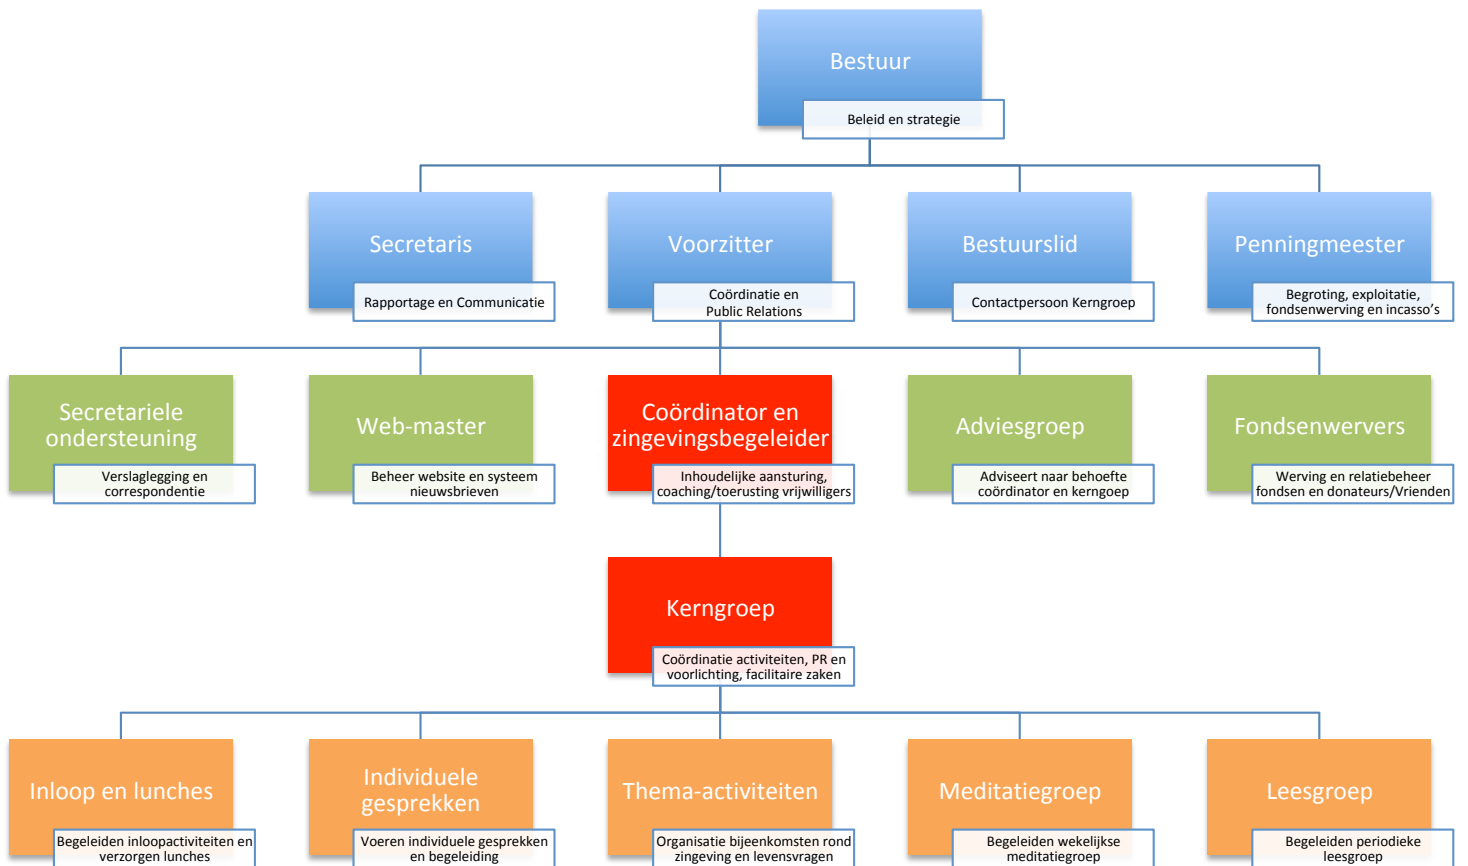 Bestuur
Beleid en strategie
Secretaris
Rapportage en Communicatie
Voorzitter
Coördinatie en
Public Relations
Bestuurslid
Contactpersoon Kerngroep
Penningmeester
Begroting, exploitatie,
fondsenwerving en incasso's
Secretariele
ondersteuning
Verslaglegging en
correspondentie
Web-master
Beheer website en systeem
nieuwsbrieven
Coördinator en
zingevingsbegeleider
Inhoudelijke aansturing,
coaching/toerusting vrijwilligers
Adviesgroep
Adviseert naar behoefte
coördinator en kerngoep
Fondsenwervers
Werving en relatiebeheer
fondsen en donateurs/Vrienden
Kerngroep
Coördinatie activiteiten, PR en
voorlichting, facilitaire zaken
Inloop en lunches
Begeleiden inloopactiviteiten en
verzorgen lunches
Individuele
gesprekken
Voeren individuele gesprekken
en begeleiding
Thema-activiteiten
Organisatie bijeenkomsten rond
zingeving en levensvragen
Meditatiegroep
Begeleiden wekelijkse
meditatiegroep
Leesgroep
Begeleiden periodieke
leesgroep